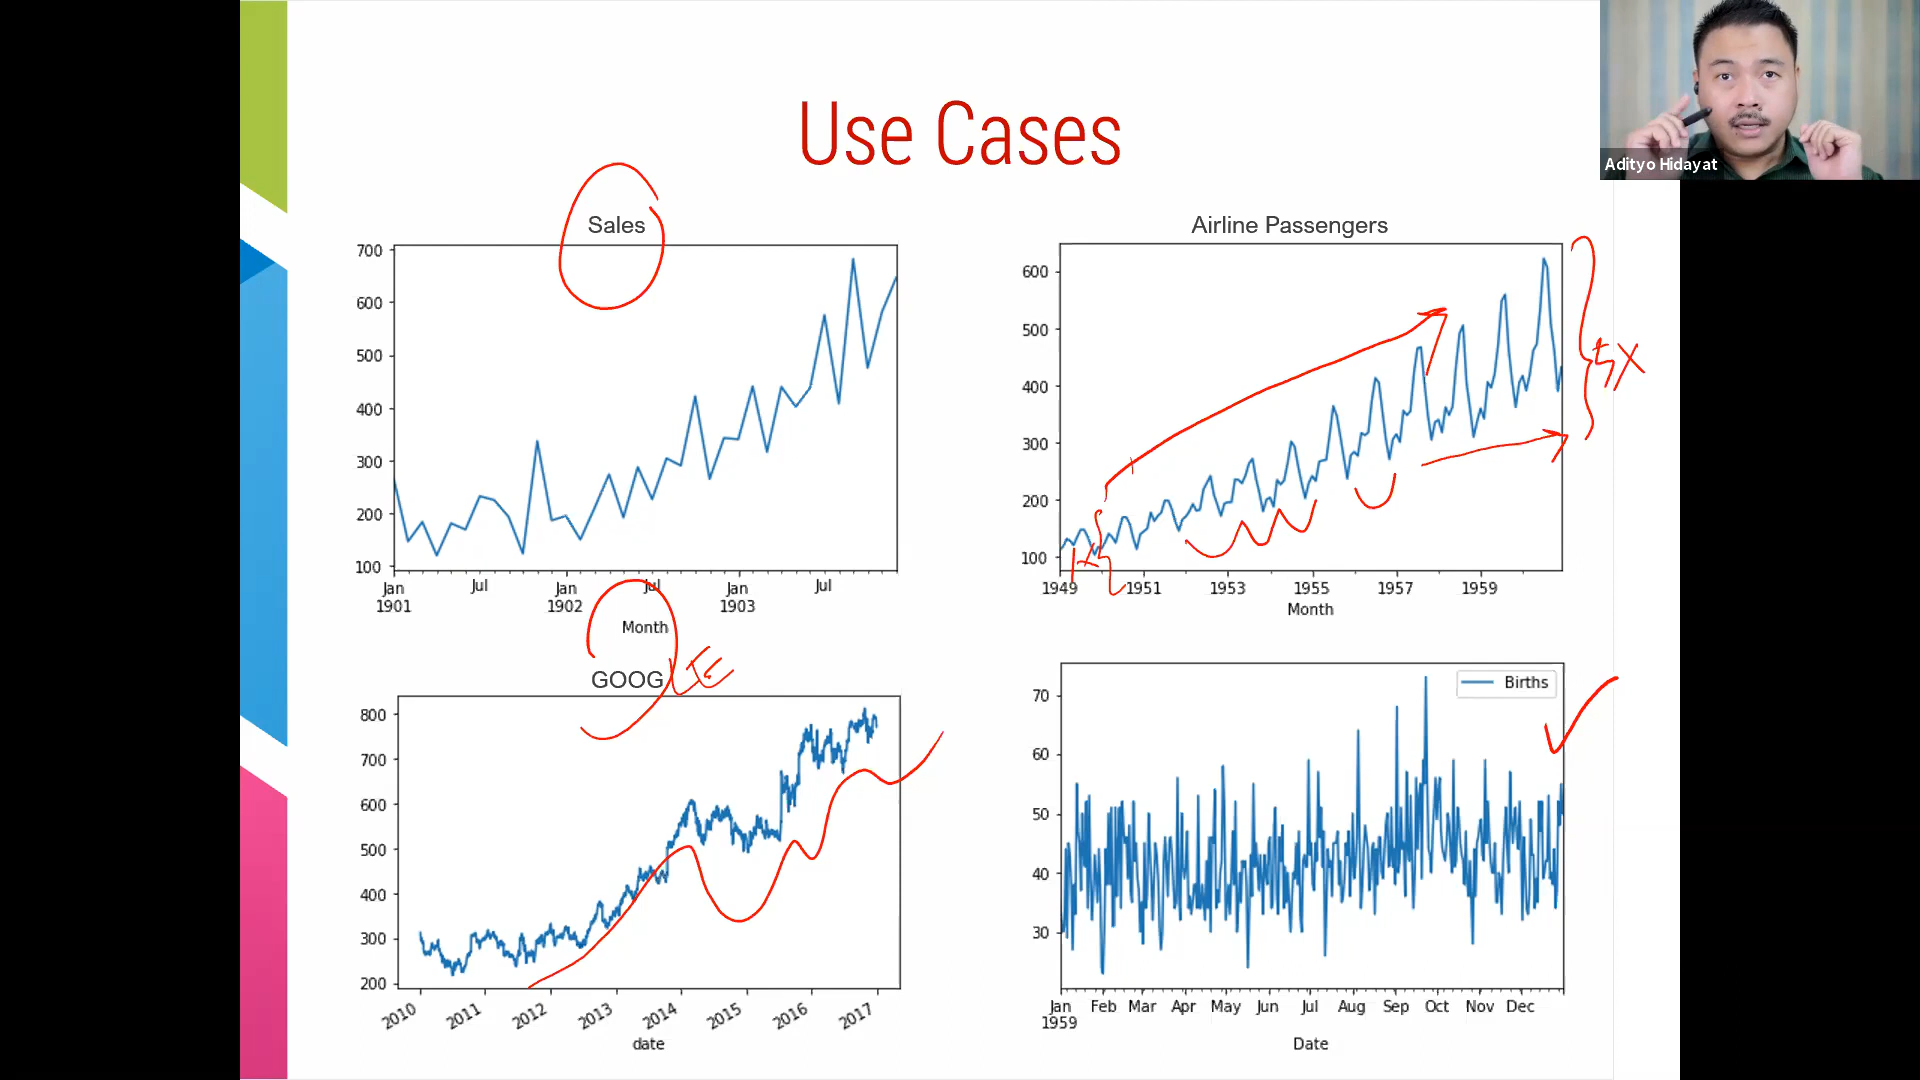 Use Cases
Adityo Hidayat
Sales
700
600
500
400
300
200
100
Jan
1901
Jul
Jan
1902
Jul
Jan
1903
Jul
Month
Airline Passengers
600
500
400
300
200
100
1949
1951
1953
1955
1957
1959
Month
GOOGLE
800
700
600
500
400
300
200
2010
2011
2012
2013
2014
2015
2016
2017
date
Births
70
60
50
40
30
Jan
1959
Feb
Mar
Apr
May
Jun
Jul
Aug
Sep
Oct
Nov
Dec
Date